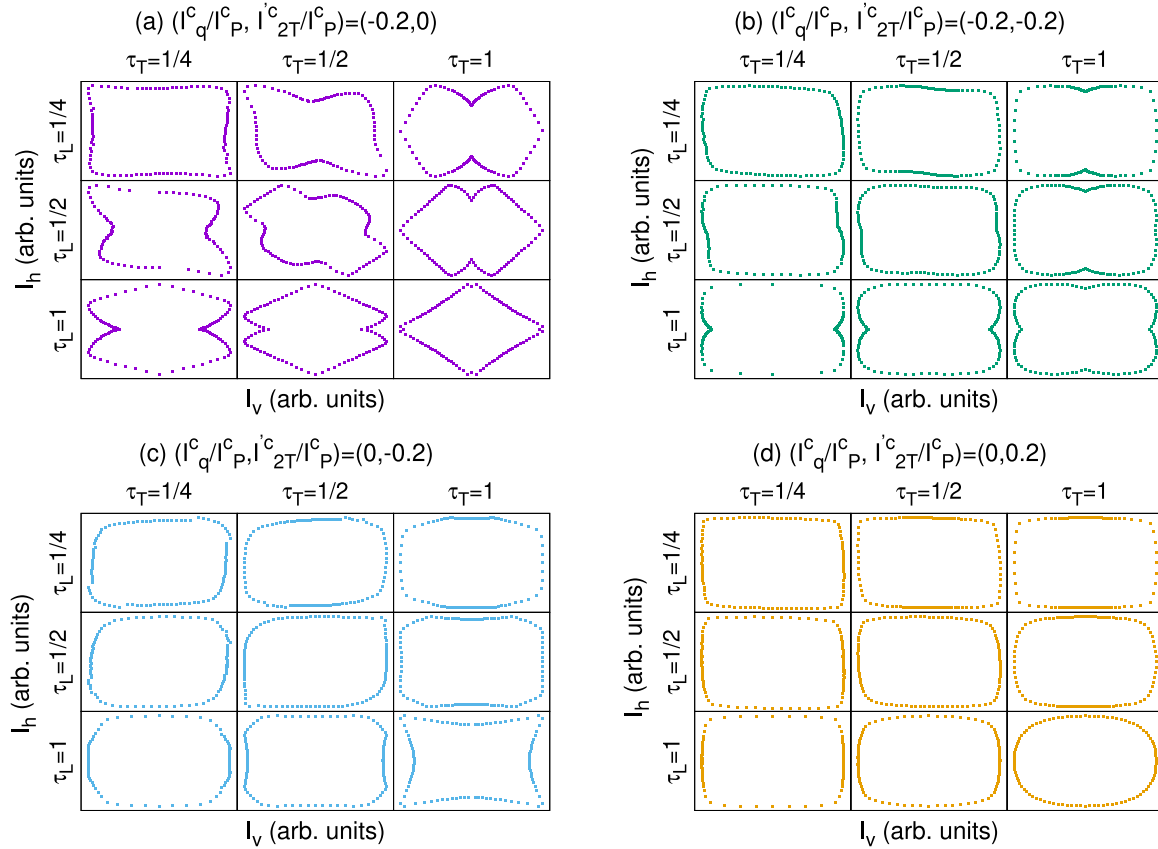 (a) (I^c_q/I^c_P, I'^c_2T/I^c_P)=(-0.2,0)
τ_T=1/4 τ_T=1/2 τ_T=1
τ_L=1/4
τ_L=1/2
τ_L=1
I_h (arb. units)
I_v (arb. units)
(b) (I^c_q/I^c_P, I'^c_2T/I^c_P)=(-0.2,-0.2)
τ_T=1/4 τ_T=1/2 τ_T=1
τ_L=1/4
τ_L=1/2
τ_L=1
I_h (arb. units)
I_v (arb. units)
(c) (I^c_q/I^c_P,I'^c_2T/I^c_P)=(0,-0.2)
τ_T=1/4 τ_T=1/2 τ_T=1
τ_L=1/4
τ_L=1/2
τ_L=1
I_h (arb. units)
I_v (arb. units)
(d) (I^c_q/I^c_P, I'^c_2T/I^c_P)=(0,0.2)
τ_T=1/4 τ_T=1/2 τ_T=1
τ_L=1/4
τ_L=1/2
τ_L=1
I_h (arb. units)
I_v (arb. units)